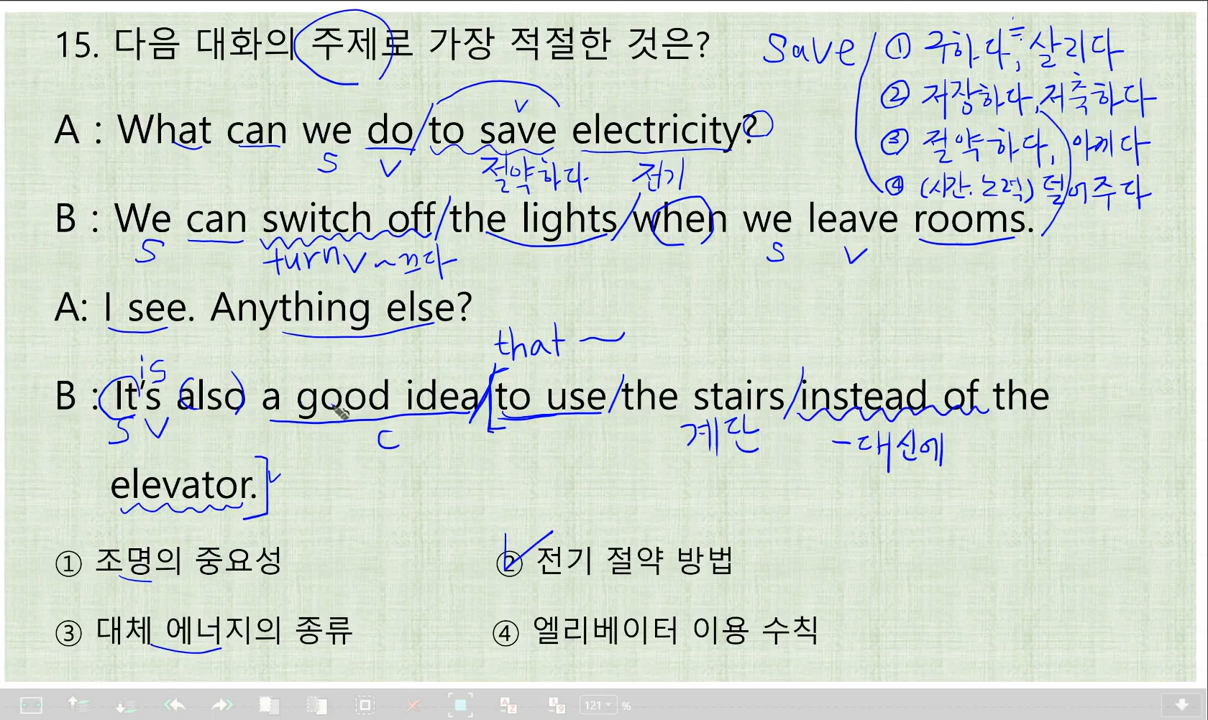 15. 다음 대화의 주제로 가장 적절한 것은?
save ① 구하다, 살리다
② 저장하다, 저축하다
③ 절약하다, 아끼다
④ (시간·노력) 덜어주다
A : What can we do to save electricity?
v
S V 절약하다 전기
B : We can switch off the lights when we leave rooms.
S turn V ~끄다 S V
A: I see. Anything else?
that ~
is
B : It's also a good idea to use the stairs instead of the
S V C 계단 -대신에
elevator.
① 조명의 중요성 ② 전기 절약 방법
③ 대체 에너지의 종류 ④ 엘리베이터 이용 수칙
121 %